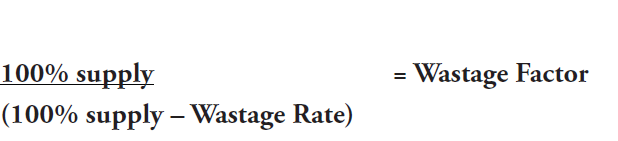 100% supply = Wastage Factor
(100% supply – Wastage Rate)